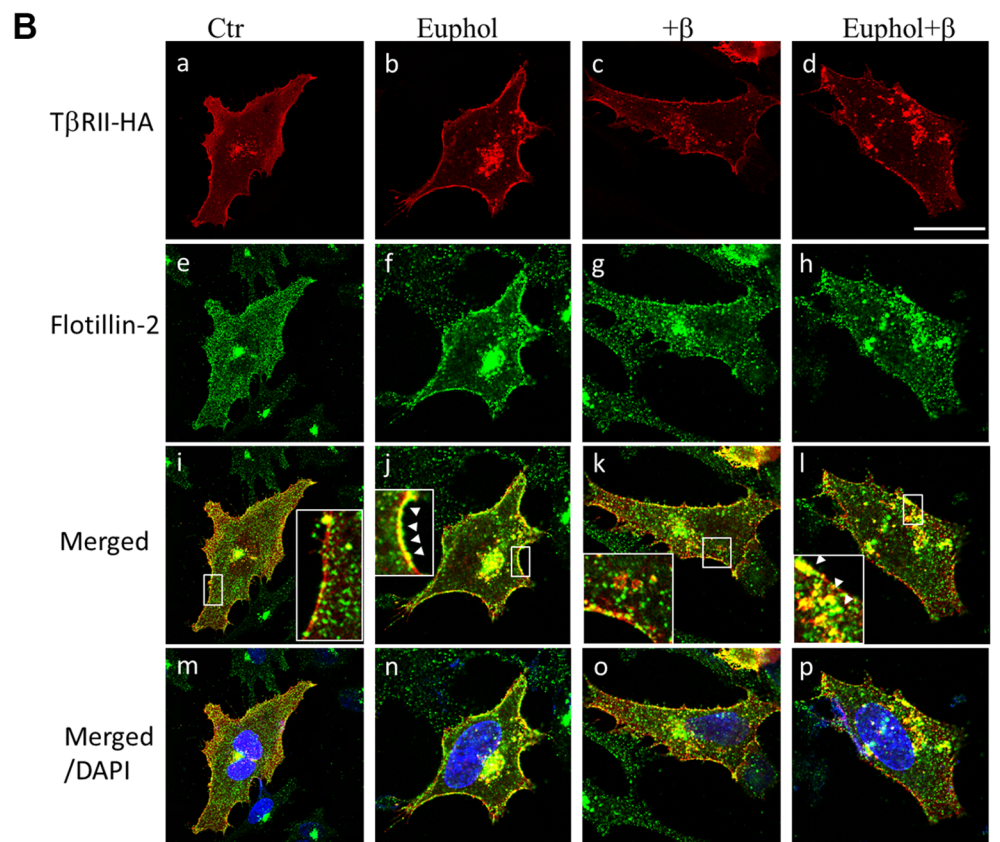 B
Ctr Euphol +β Euphol+β
TβRII-HA
a b c d
Flotillin-2
e f g h
Merged
i j k l
Merged
/DAPI
m n o p